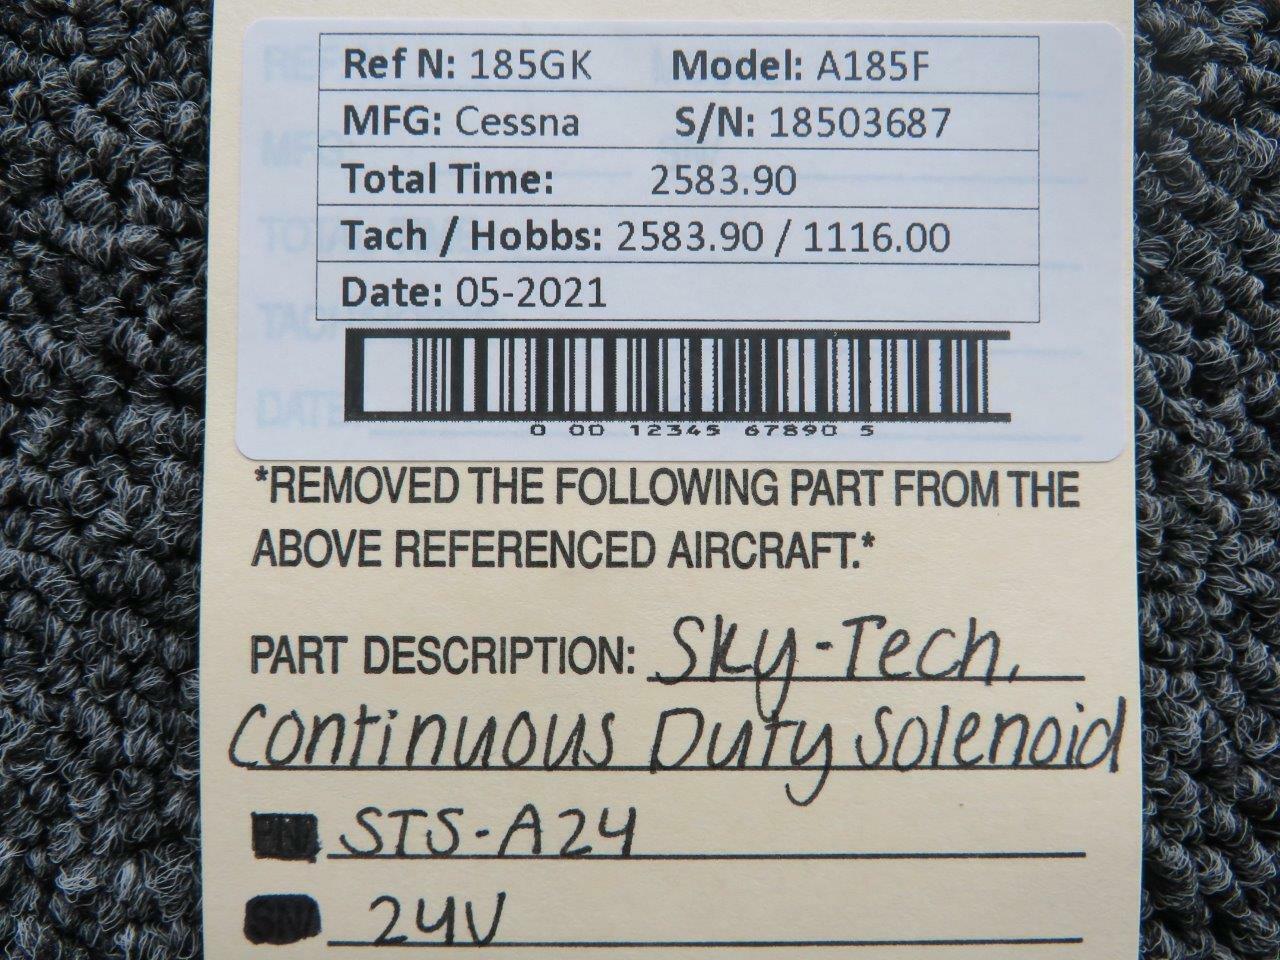 Ref N: 185GK Model: A185F
MFG: Cessna S/N: 18503687
Total Time: 2583.90
Tach / Hobbs: 2583.90 / 1116.00
Date: 05-2021
0 00 12345 67890 5
*REMOVED THE FOLLOWING PART FROM THE
ABOVE REFERENCED AIRCRAFT.*
PART DESCRIPTION: Sky-Tech,
Continuous Duty Solenoid
STS-A24
24V